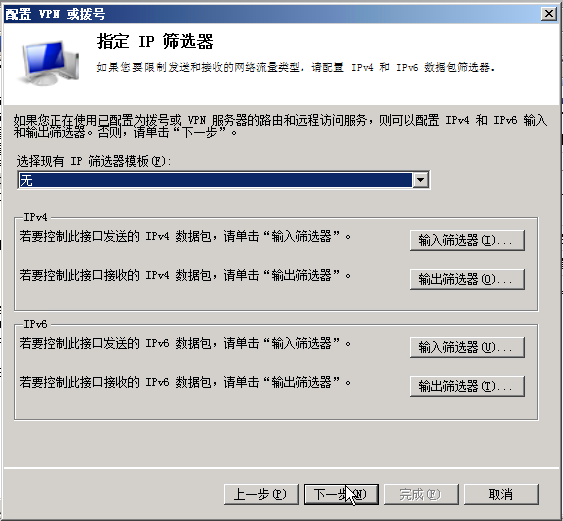 配置 VPN 或拨号
指定 IP 筛选器
如果您要限制发送和接收的网络流量类型，请配置 IPv4 和 IPv6 数据包筛选器。
如果您正在使用已配置为拨号或 VPN 服务器的路由和远程访问服务，则可以配置 IPv4 和 IPv6 输入
和输出筛选器。否则，请单击“下一步”。
选择现有 IP 筛选器模板(F):
无
IPv4
若要控制此接口发送的 IPv4 数据包，请单击“输入筛选器”。
输入筛选器(I)...
若要控制此接口接收的 IPv4 数据包，请单击“输出筛选器”。
输出筛选器(O)...
IPv6
若要控制此接口发送的 IPv6 数据包，请单击“输入筛选器”。
输入筛选器(U)...
若要控制此接口接收的 IPv6 数据包，请单击“输出筛选器”。
输出筛选器(T)...
上一步(P)
下一步(N)
完成(F)
取消